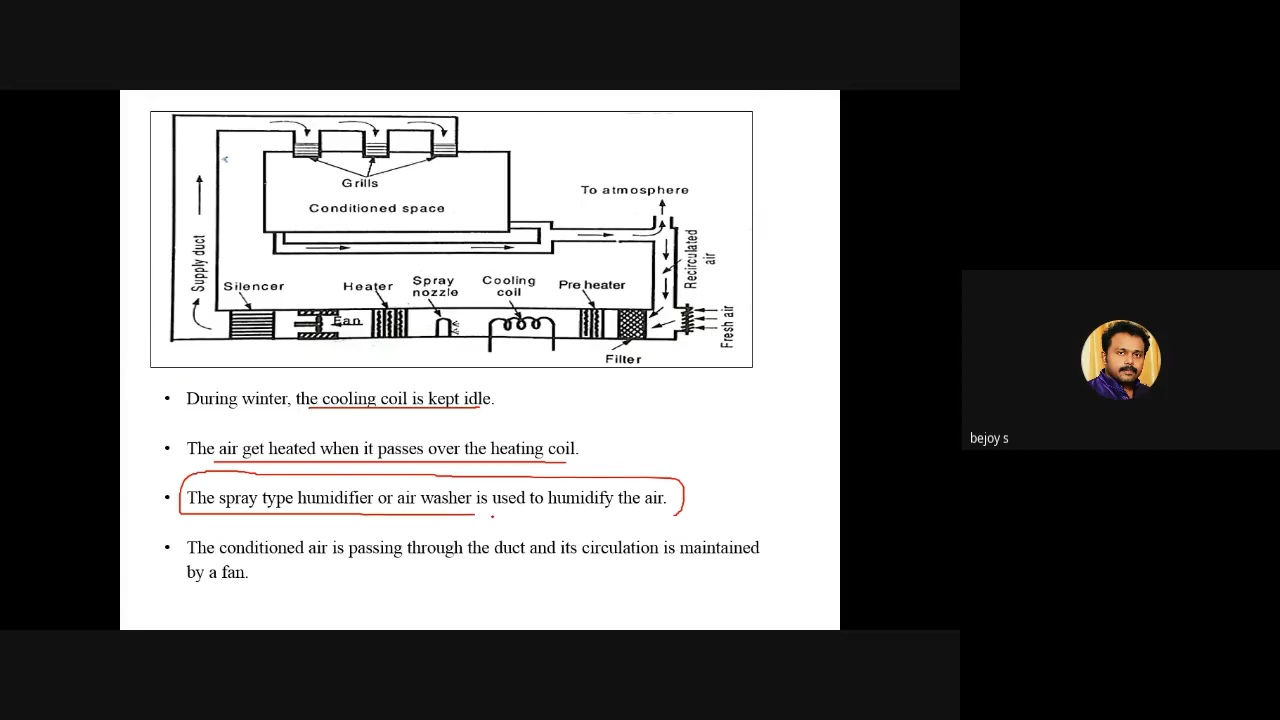 Grills
Conditioned space
To atmosphere
Supply duct
Recirculated
air
Silencer
Heater
Spray
nozzle
Cooling
coil
Pre heater
Fan
Fresh air
Filter
• During winter, the cooling coil is kept idle.
• The air get heated when it passes over the heating coil.
• The spray type humidifier or air washer is used to humidify the air.
• The conditioned air is passing through the duct and its circulation is maintained
by a fan.
bejoy s